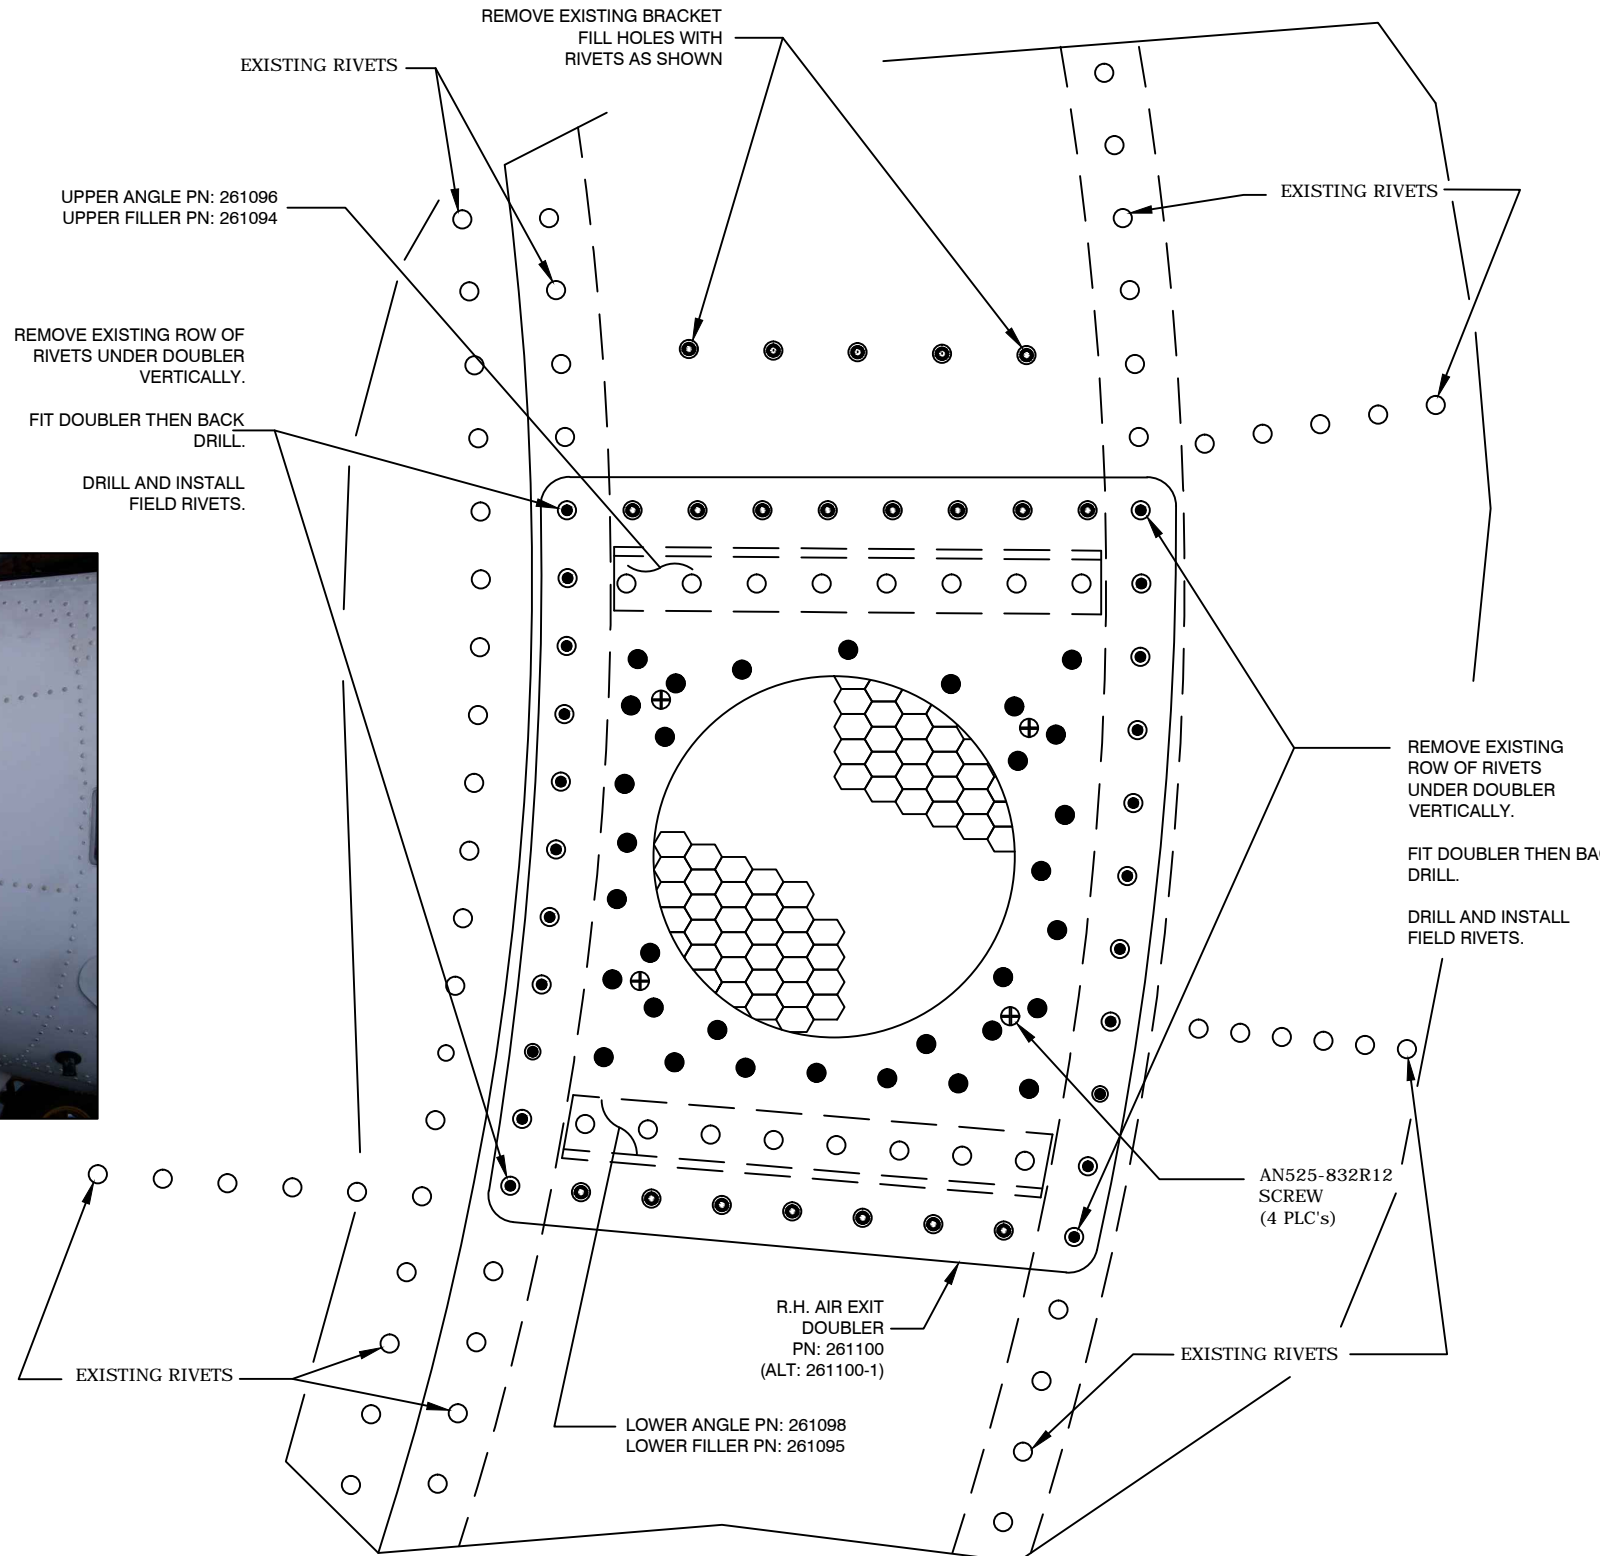 REMOVE EXISTING BRACKET
FILL HOLES WITH
RIVETS AS SHOWN
EXISTING RIVETS
UPPER ANGLE PN: 261096
UPPER FILLER PN: 261094
EXISTING RIVETS
REMOVE EXISTING ROW OF
RIVETS UNDER DOUBLER
VERTICALLY.
FIT DOUBLER THEN BACK
DRILL.
DRILL AND INSTALL
FIELD RIVETS.
REMOVE EXISTING
ROW OF RIVETS
UNDER DOUBLER
VERTICALLY.
FIT DOUBLER THEN BA
DRILL.
DRILL AND INSTALL
FIELD RIVETS.
AN525-832R12
SCREW
(4 PLC's)
R.H. AIR EXIT
DOUBLER
PN: 261100
(ALT: 261100-1)
EXISTING RIVETS
EXISTING RIVETS
LOWER ANGLE PN: 261098
LOWER FILLER PN: 261095